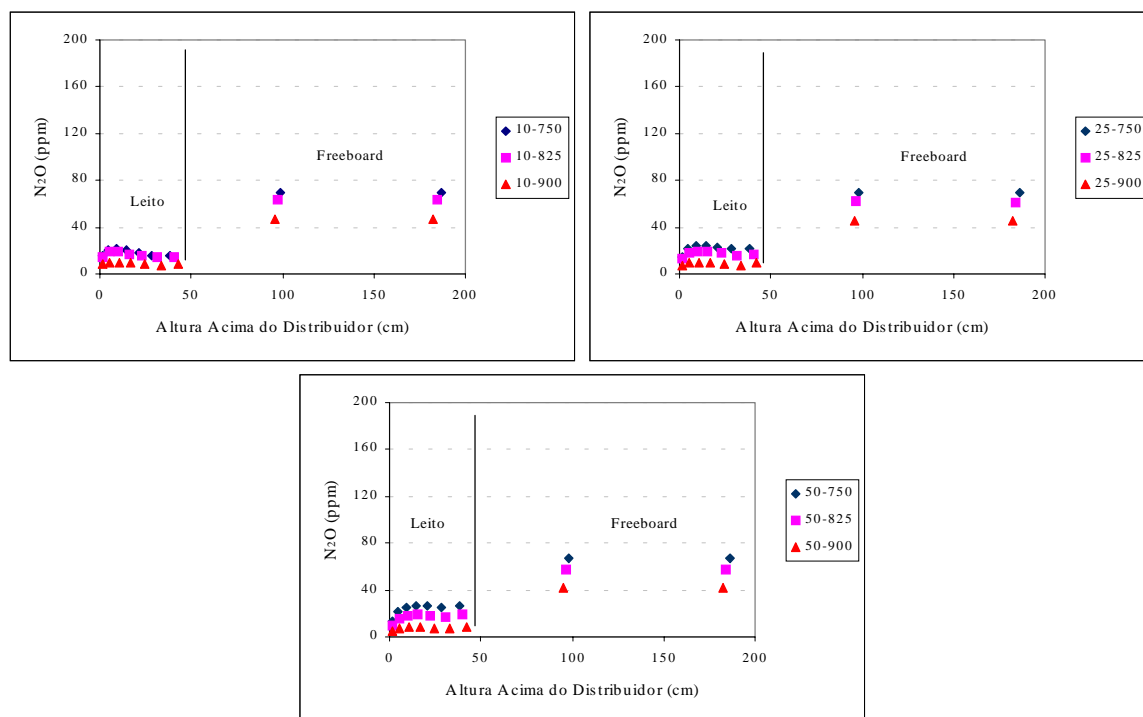 200
160
120
80
40
0
N₂O (ppm)
Leito
Freeboard
10-750
10-825
10-900
0 50 100 150 200
Altura Acima do Distribuidor (cm)
200
160
120
80
40
0
N₂O (ppm)
Leito
Freeboard
25-750
25-825
25-900
0 50 100 150 200
Altura Acima do Distribuidor (cm)
200
160
120
80
40
0
N₂O (ppm)
Leito
Freeboard
50-750
50-825
50-900
0 50 100 150 200
Altura Acima do Distribuidor (cm)